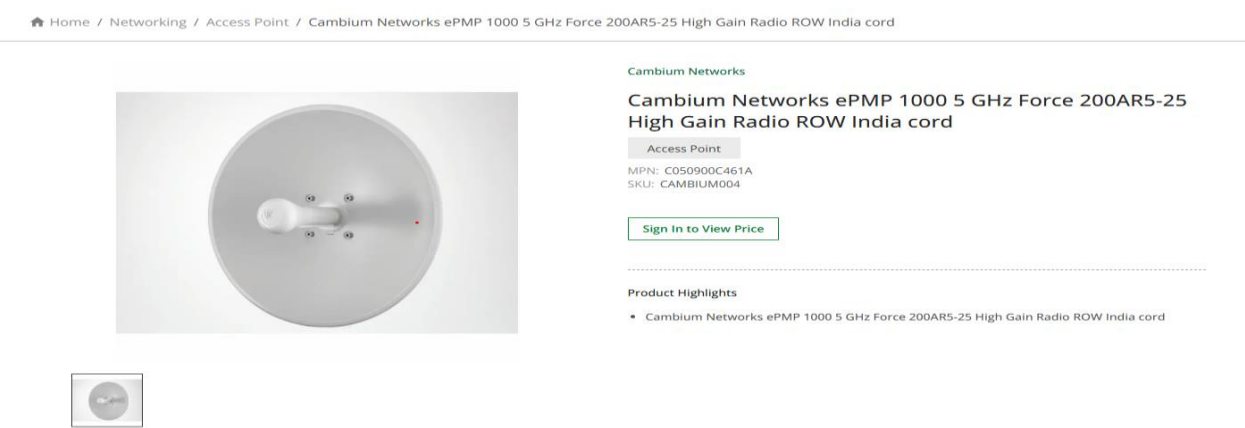 Home / Networking / Access Point / Cambium Networks ePMP 1000 5 GHz Force 200AR5-25 High Gain Radio ROW India cord
Cambium Networks
Cambium Networks ePMP 1000 5 GHz Force 200AR5-25
High Gain Radio ROW India cord
Access Point
MPN: C050900C461A
SKU: CAMBIUM004
Sign In to View Price
Product Highlights
Cambium Networks ePMP 1000 5 GHz Force 200AR5-25 High Gain Radio ROW India cord